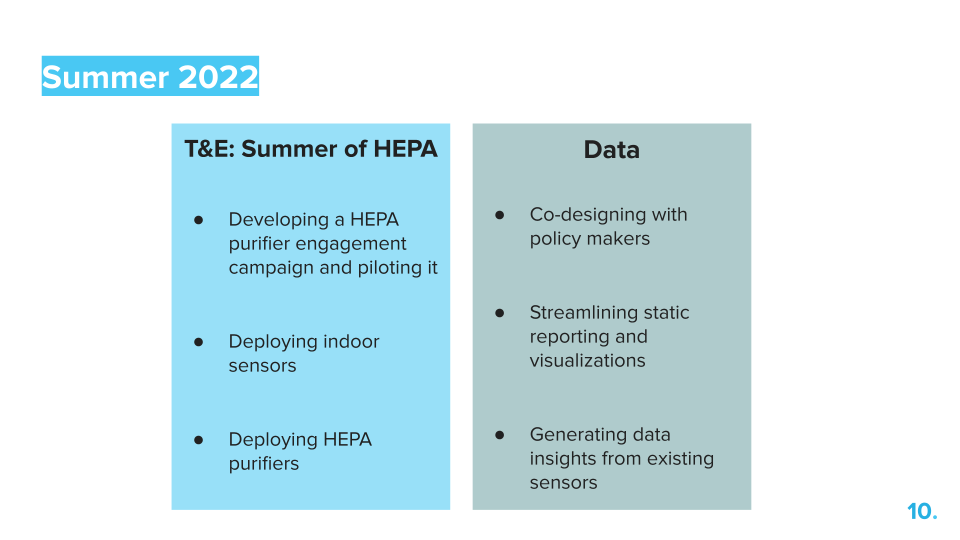 Summer 2022
T&E: Summer of HEPA
● Developing a HEPA
purifier engagement
campaign and piloting it
● Deploying indoor
sensors
● Deploying HEPA
purifiers
Data
● Co-designing with
policy makers
● Streamlining static
reporting and
visualizations
● Generating data
insights from existing
sensors
10.